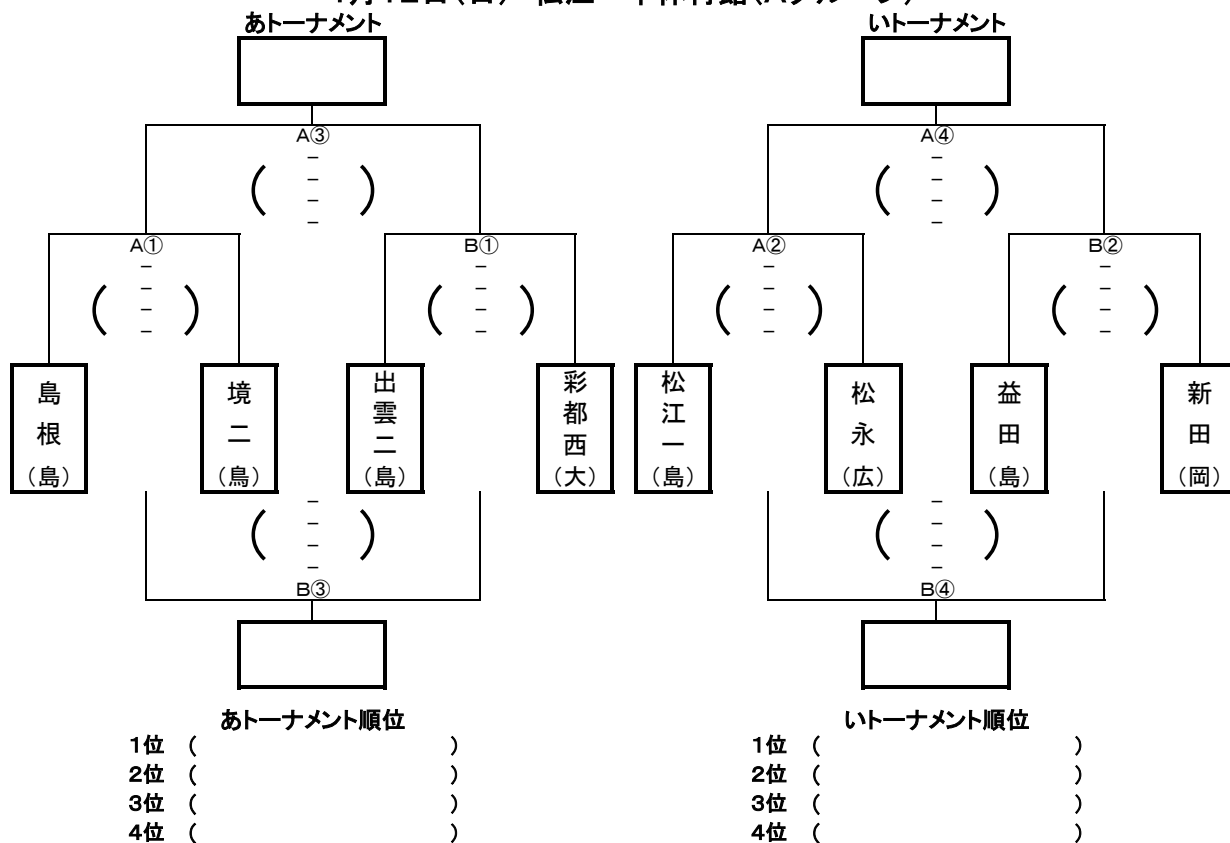 あトーナメント いトーナメント
A③ A④
( - - - - ) ( - - - - )
A① B① A② B②
( - - - - ) ( - - - - ) ( - - - - ) ( - - - - )
島根(島) 境二(鳥) 出雲二(島) 彩都西(大) 松江一(島) 松永(広) 益田(島) 新田(岡)
( - - - - ) ( - - - - )
B③ B④
あトーナメント順位 いトーナメント順位
1位 ( ) 1位 ( )
2位 ( ) 2位 ( )
3位 ( ) 3位 ( )
4位 ( ) 4位 ( )